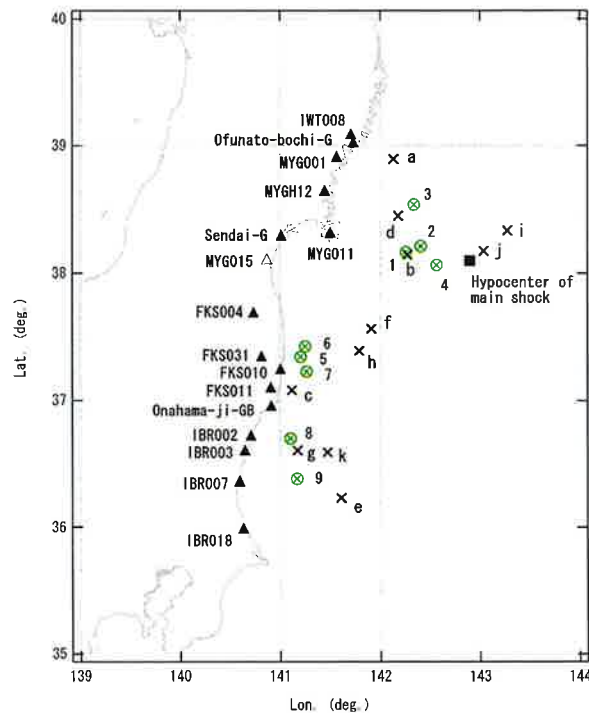 40
IWT008
39
Ofunato-bochi-G
a
MYG001
MYGH12
3
d
i
Sendai-G
2
j
MYG011
1
b
MYG015
4
38
Hypocenter of
main shock
FKS004
f
6
FKS031
5
h
FKS010
7
37
FKS011
c
Onahama-ji-GB
IBR002
8
IBR003
g
k
IBR007
9
e
36
IBR018
35
139
140
141
142
143
144
Lon. (deg.)
Lat. (deg.)